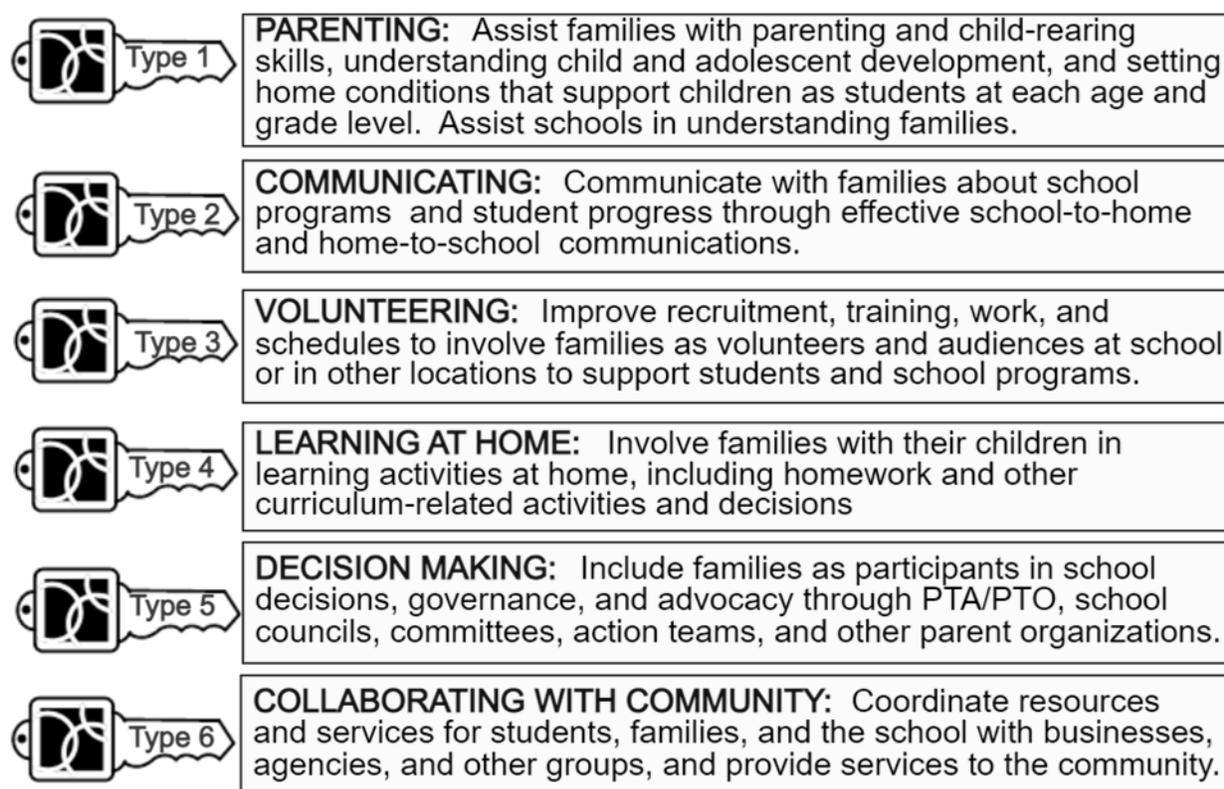 Type 1
PARENTING: Assist families with parenting and child-rearing
skills, understanding child and adolescent development, and setting
home conditions that support children as students at each age and
grade level. Assist schools in understanding families.
Type 2
COMMUNICATING: Communicate with families about school
programs and student progress through effective school-to-home
and home-to-school communications.
Type 3
VOLUNTEERING: Improve recruitment, training, work, and
schedules to involve families as volunteers and audiences at school
or in other locations to support students and school programs.
Type 4
LEARNING AT HOME: Involve families with their children in
learning activities at home, including homework and other
curriculum-related activities and decisions
Type 5
DECISION MAKING: Include families as participants in school
decisions, governance, and advocacy through PTA/PTO, school
councils, committees, action teams, and other parent organizations.
Type 6
COLLABORATING WITH COMMUNITY: Coordinate resources
and services for students, families, and the school with businesses,
agencies, and other groups, and provide services to the community.